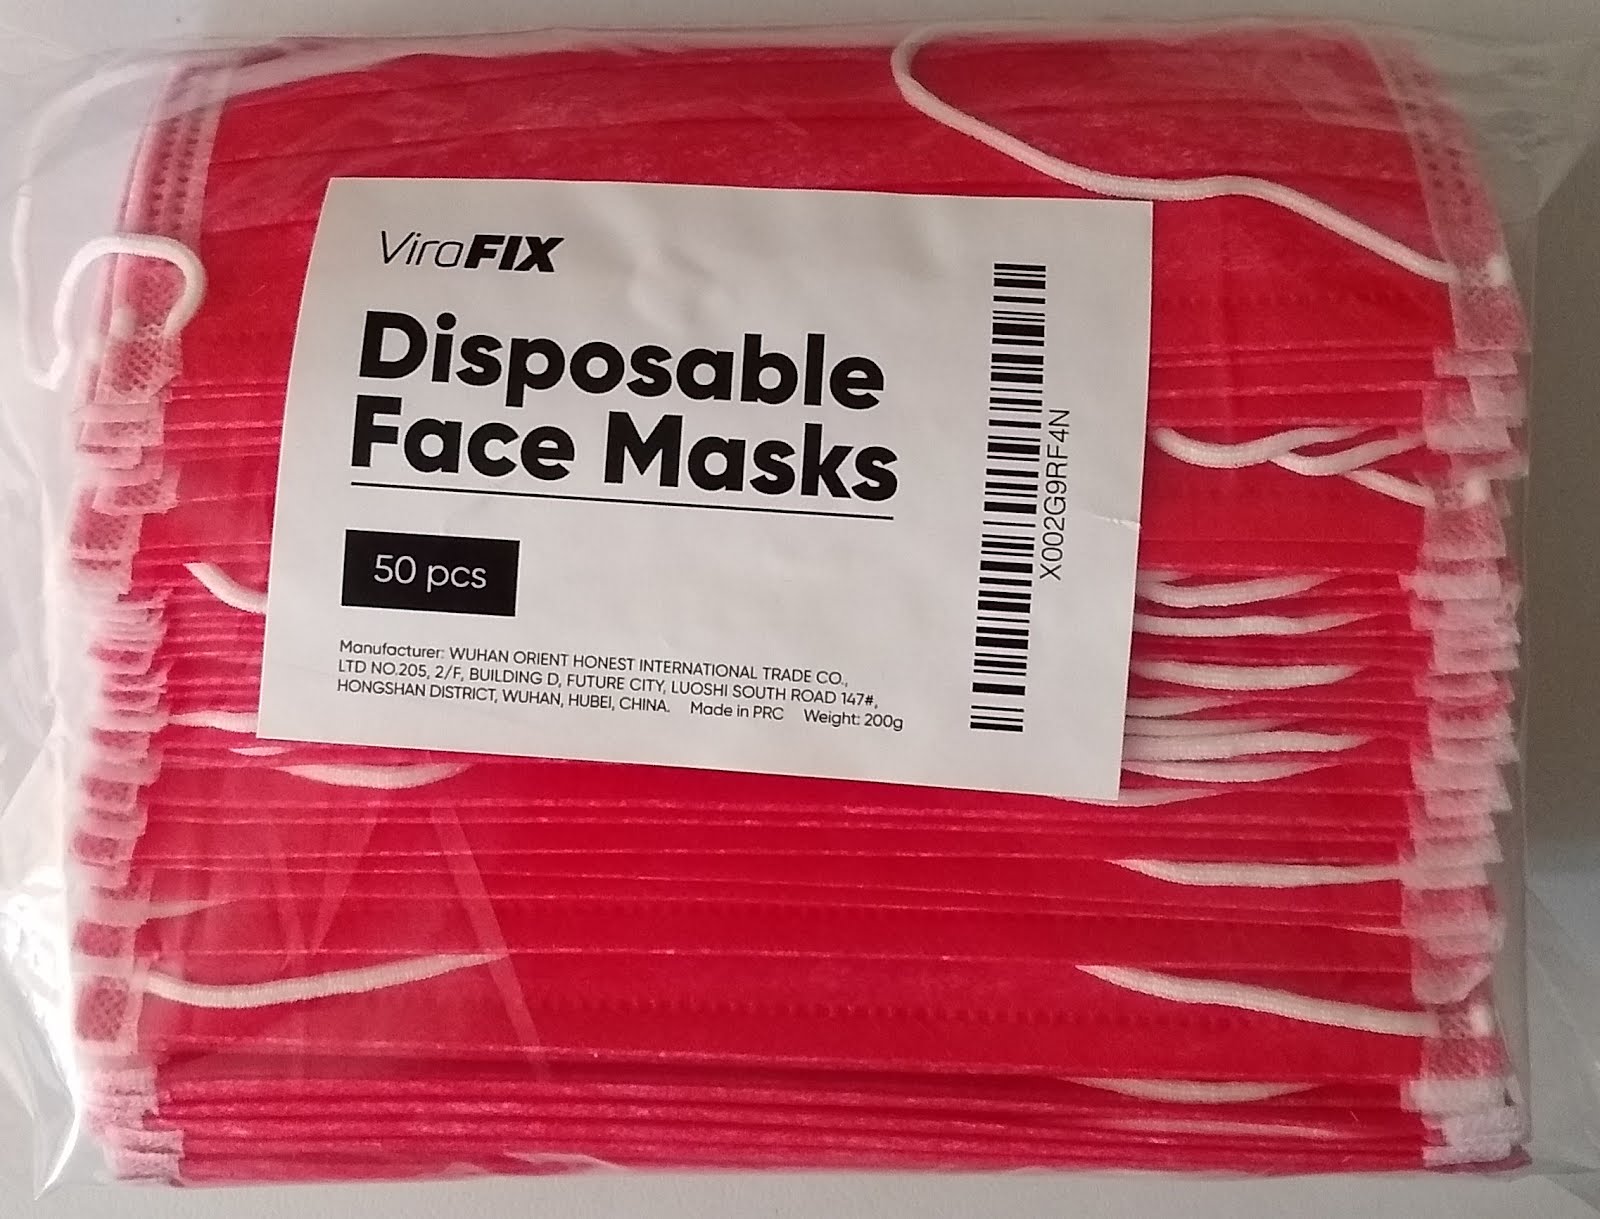 ViraFIX
Disposable
Face Masks
50 pcs
Manufacturer: WUHAN ORIENT HONEST INTERNATIONAL TRADE CO.,
LTD NO.205, 2/F, BUILDING D, FUTURE CITY, LUOSHI SOUTH ROAD 147#,
HONGSHAN DISTRICT, WUHAN, HUBEI, CHINA. Made in PRC Weight: 200g
X002G9RF4N